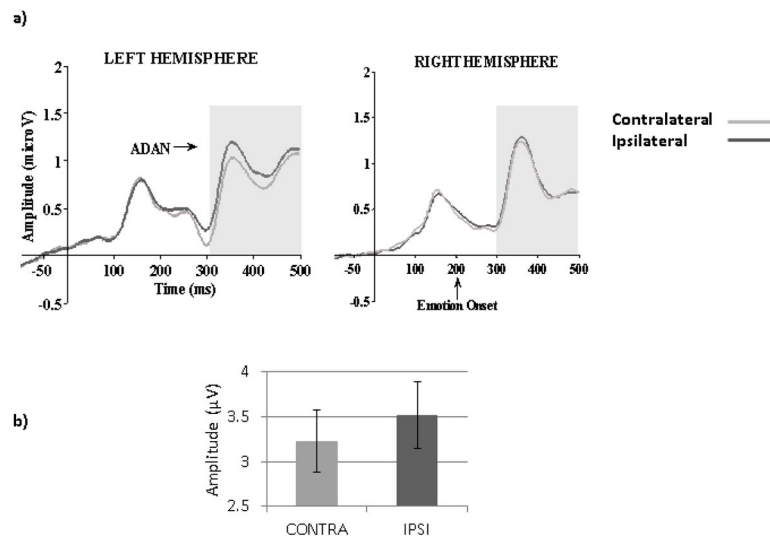 a)
LEFT HEMISPHERE
RIGHTHEMISPHERE
2
1.5
1
0.5
-0.5
Amplitude (micro V)
ADAN
-50
100
200
300
400
500
Time (ms)
2
1.5
1
0.5
-0.5
-50
100
200
300
400
500
Emotion Onset
Contralateral
Ipsilateral
b)
4
3.5
3
2.5
Amplitude (µV)
CONTRA
IPSI